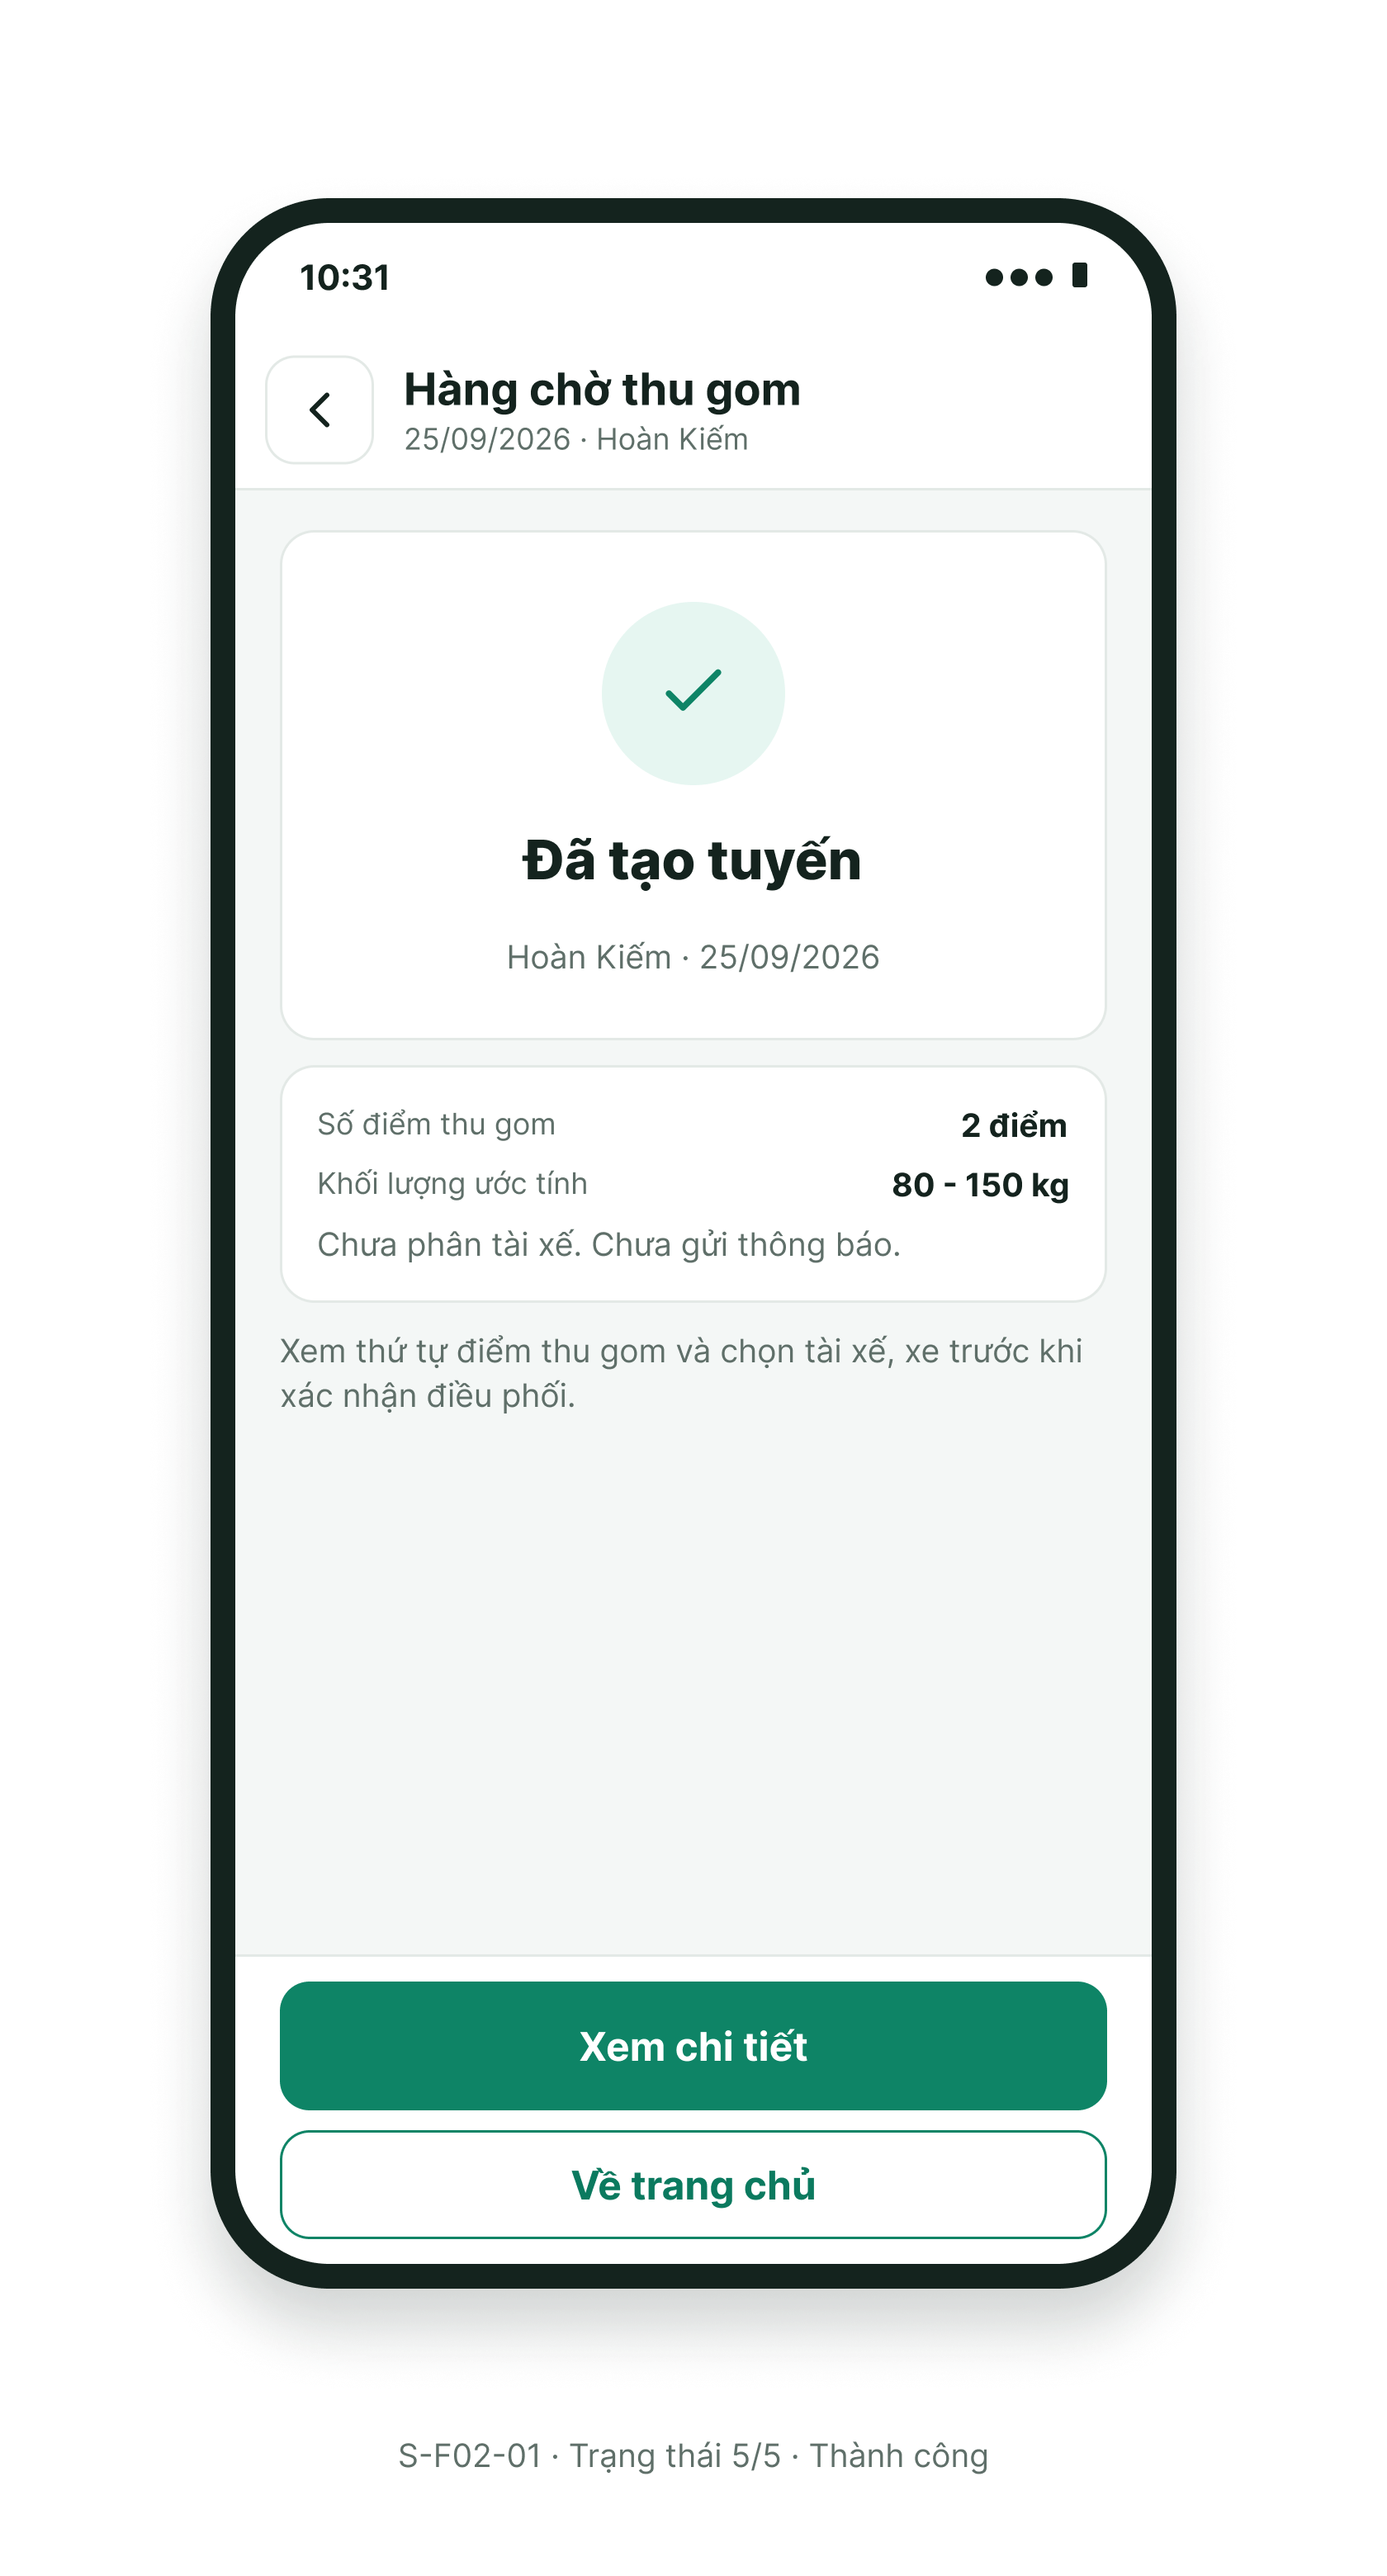 10:31
Hàng chờ thu gom
25/09/2026 · Hoàn Kiếm
Đã tạo tuyến
Hoàn Kiếm · 25/09/2026
Số điểm thu gom 2 điểm
Khối lượng ước tính 80 - 150 kg
Chưa phân tài xế. Chưa gửi thông báo.
Xem thứ tự điểm thu gom và chọn tài xế, xe trước khi
xác nhận điều phối.
Xem chi tiết
Về trang chủ
S-F02-01 · Trạng thái 5/5 · Thành công